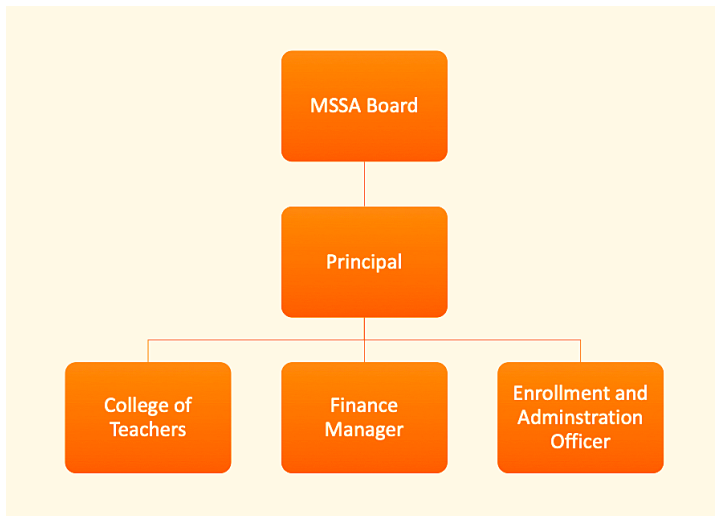 MSSA Board
Principal
College of
Teachers
Finance
Manager
Enrollment and
Adminstration
Officer